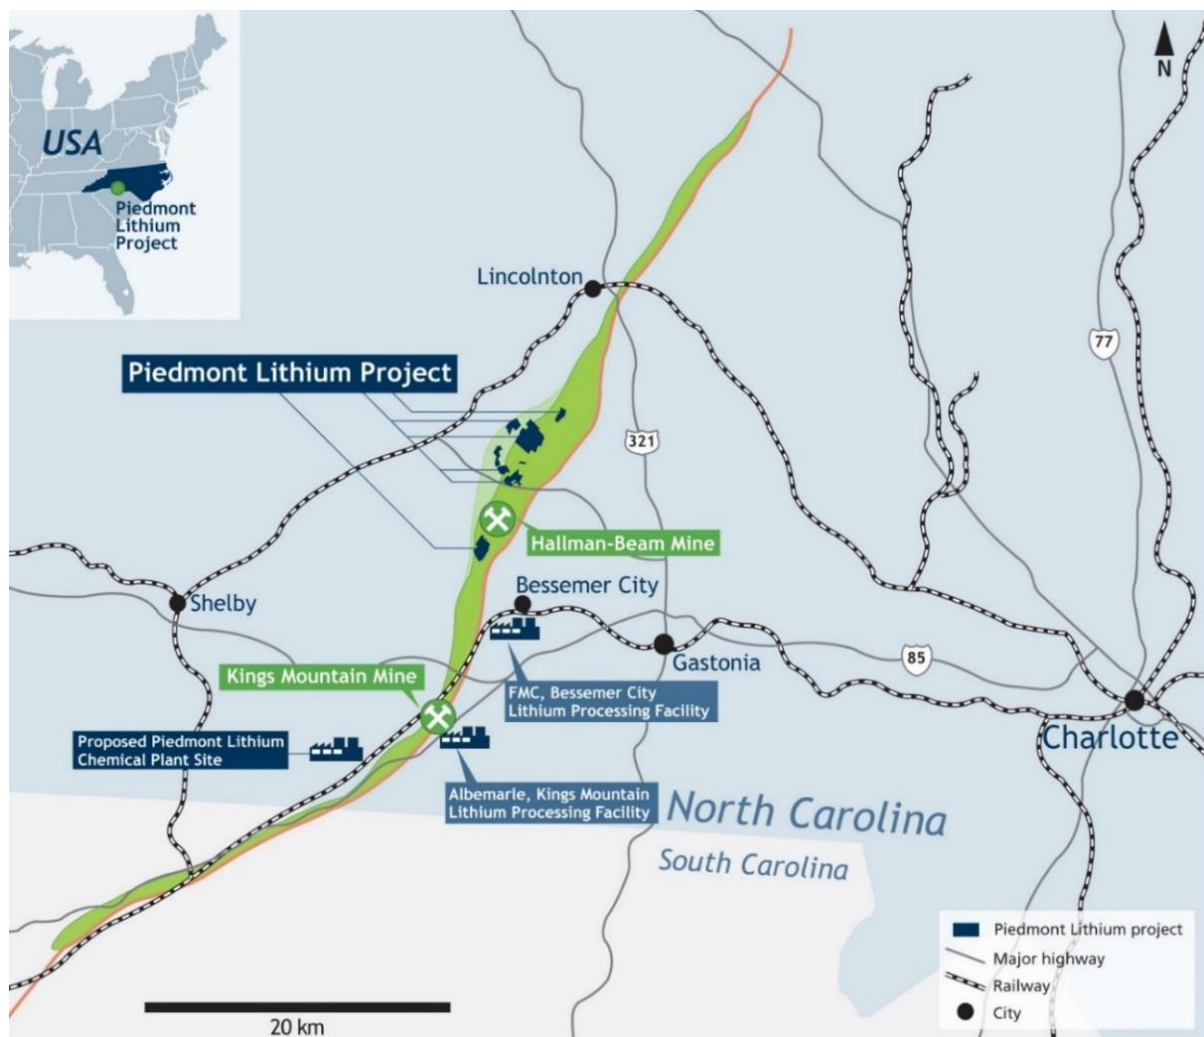 USA
Piedmont
Lithium
Project
N
Lincolnton
77
Piedmont Lithium Project
321
Hallman-Beam Mine
Bessemer City
Shelby
Gastonia
85
Kings Mountain Mine
FMC, Bessemer City
Lithium Processing Facility
Proposed Piedmont Lithium
Chemical Plant Site
Charlotte
Albemarle, Kings Mountain
Lithium Processing Facility
North Carolina
South Carolina
Piedmont Lithium project
Major highway
Railway
City
20 km